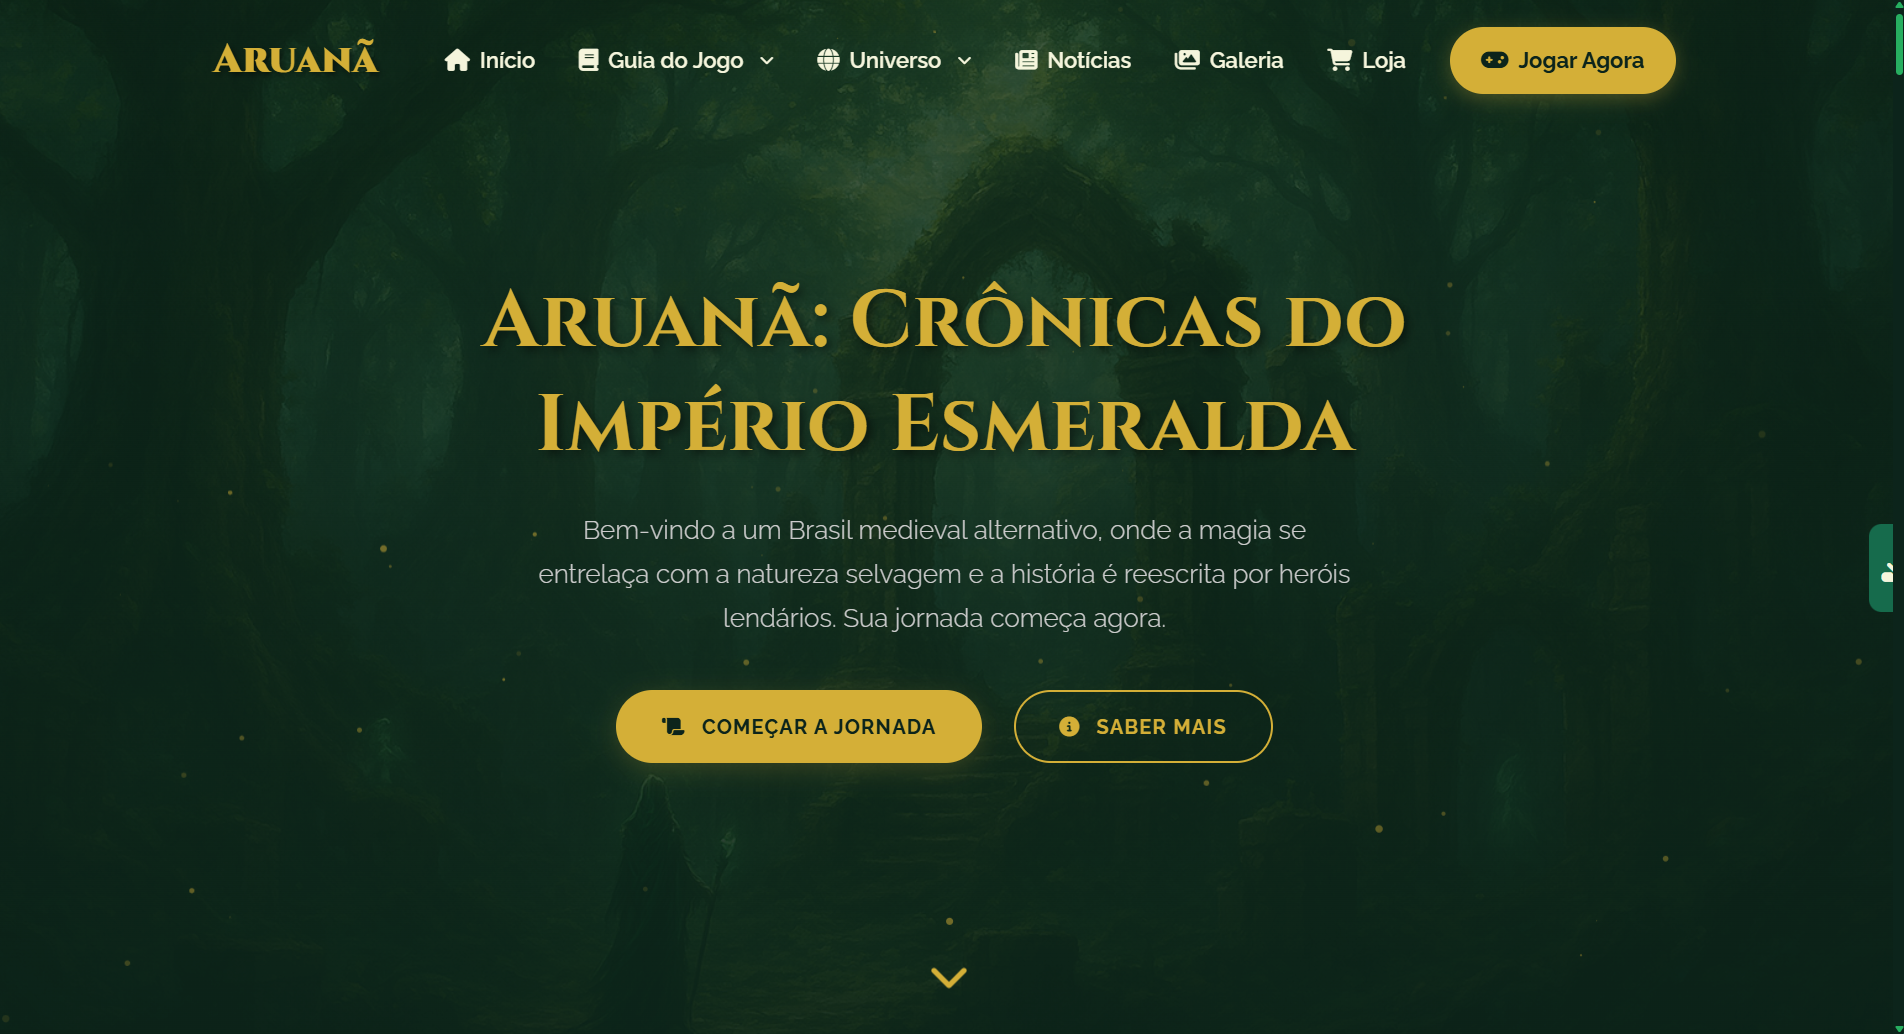 Aruanã
Início
Guia do Jogo
Universo
Notícias
Galeria
Loja
Jogar Agora
Aruanã: Crônicas do
Império Esmeralda
Bem-vindo a um Brasil medieval alternativo, onde a magia se
entrelaça com a natureza selvagem e a história é reescrita por heróis
lendários. Sua jornada começa agora.
COMEÇAR A JORNADA
SABER MAIS